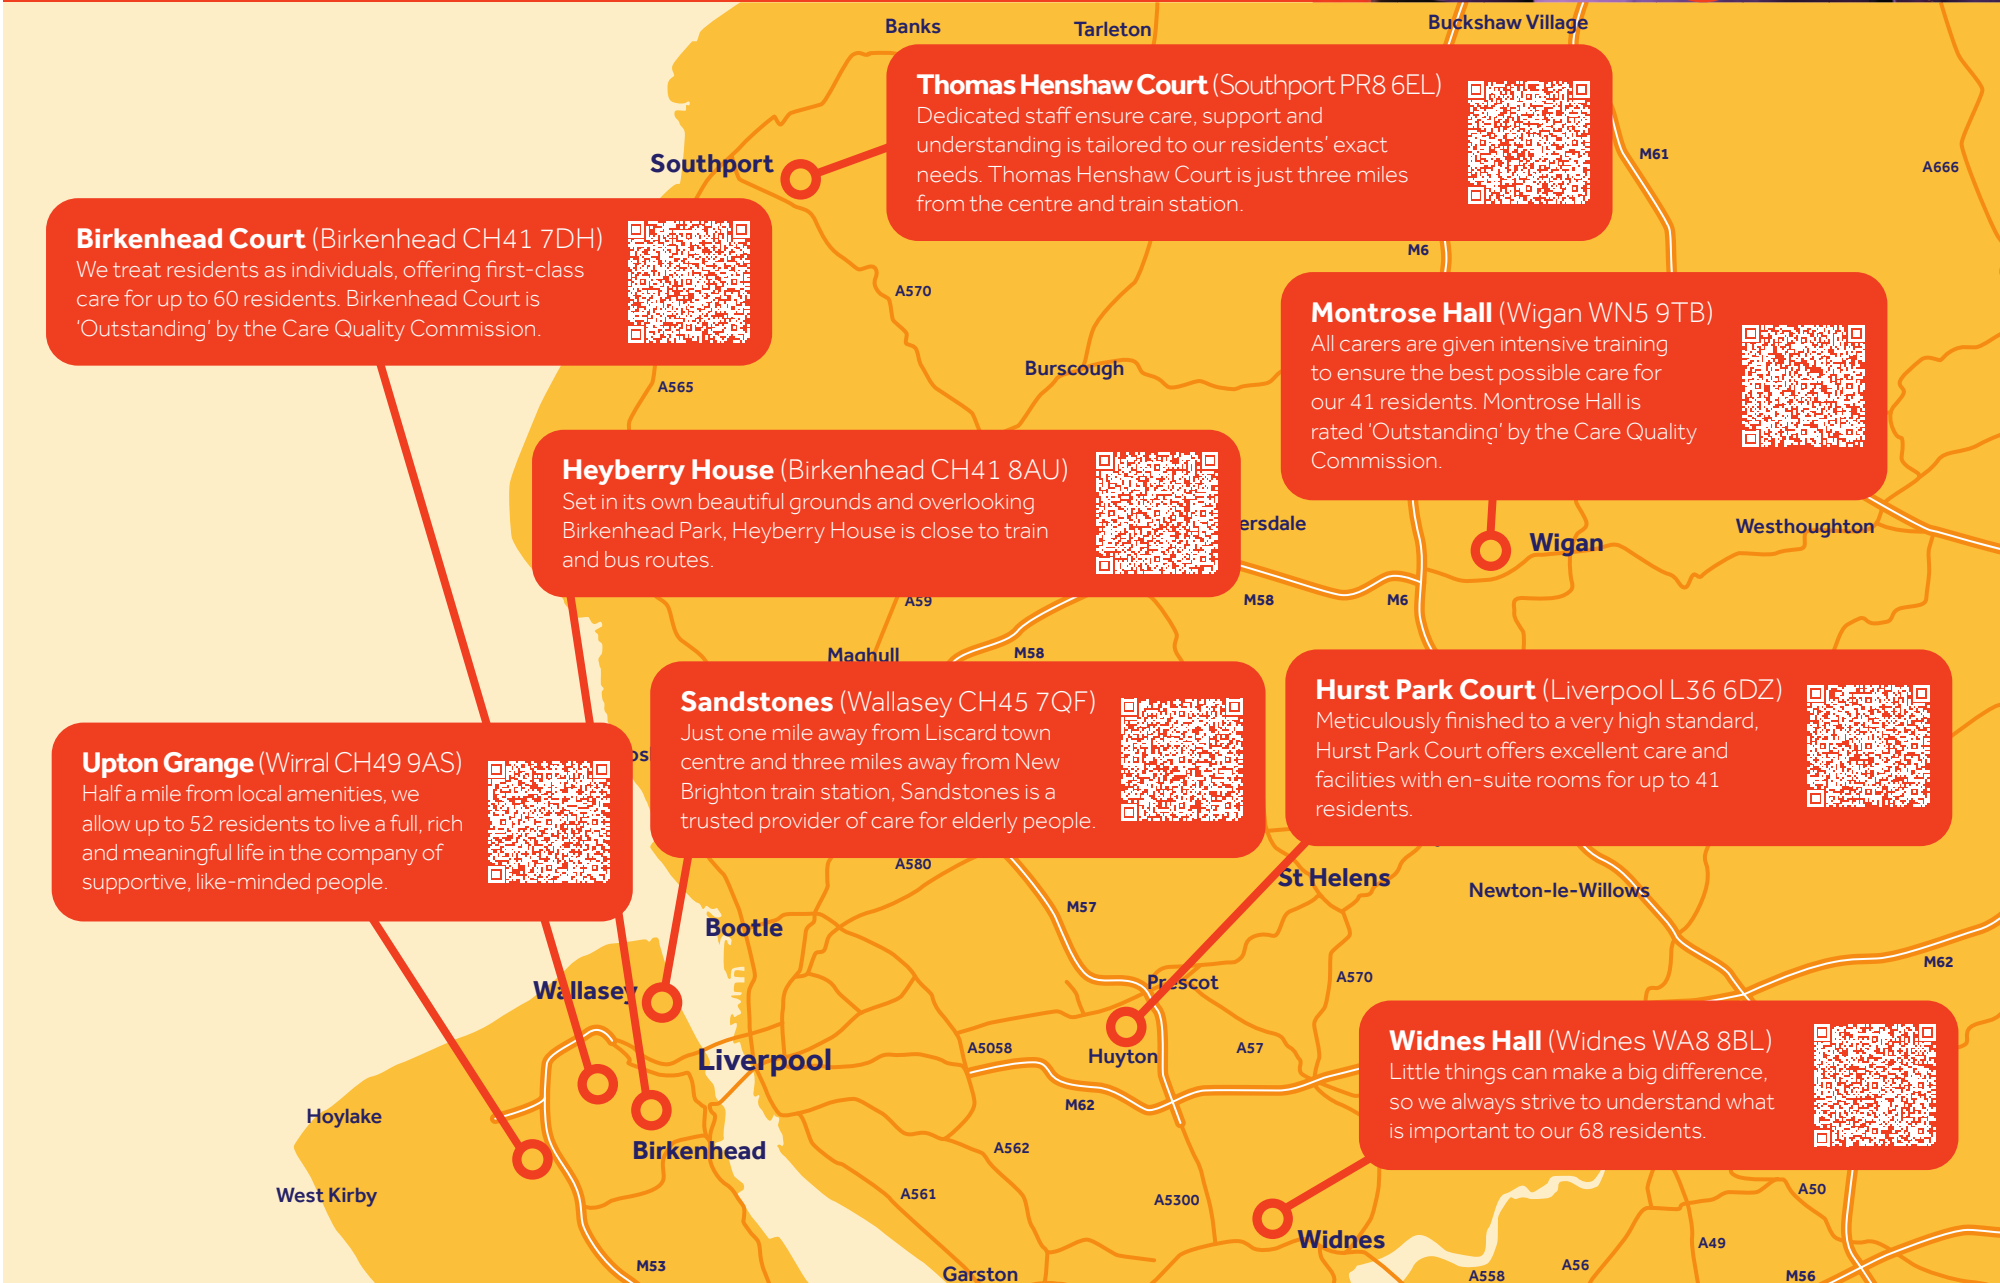 Banks
Tarleton
Buckshaw Village
Thomas Henshaw Court (Southport PR8 6EL)
Dedicated staff ensure care, support and
understanding is tailored to our residents' exact
needs. Thomas Henshaw Court is just three miles
from the centre and train station.
Southport
M61
A666
M6
Birkenhead Court (Birkenhead CH41 7DH)
We treat residents as individuals, offering first-class
care for up to 60 residents. Birkenhead Court is
'Outstanding' by the Care Quality Commission.
A570
A565
Burscough
Montrose Hall (Wigan WN5 9TB)
All carers are given intensive training
to ensure the best possible care for
our 41 residents. Montrose Hall is
rated 'Outstanding' by the Care Quality
Commission.
Heyberry House (Birkenhead CH41 8AU)
Set in its own beautiful grounds and overlooking
Birkenhead Park, Heyberry House is close to train
and bus routes.
ersdale
Westhoughton
Wigan
A59
M58
M6
Maghull
M58
Sandstones (Wallasey CH45 7QF)
Just one mile away from Liscard town
centre and three miles away from New
Brighton train station, Sandstones is a
trusted provider of care for elderly people.
Hurst Park Court (Liverpool L36 6DZ)
Meticulously finished to a very high standard,
Hurst Park Court offers excellent care and
facilities with en-suite rooms for up to 41
residents.
Upton Grange (Wirral CH49 9AS)
Half a mile from local amenities, we
allow up to 52 residents to live a full, rich
and meaningful life in the company of
supportive, like-minded people.
A580
St Helens
Newton-le-Willows
M57
Bootle
M62
Prescot
A570
Wallasey
Widnes Hall (Widnes WA8 8BL)
Little things can make a big difference,
so we always strive to understand what
is important to our 68 residents.
Liverpool
A5058
Huyton
A57
M62
Hoylake
Birkenhead
A562
West Kirby
A561
A5300
A50
Widnes
A49
M53
Garston
A558
A56
M56